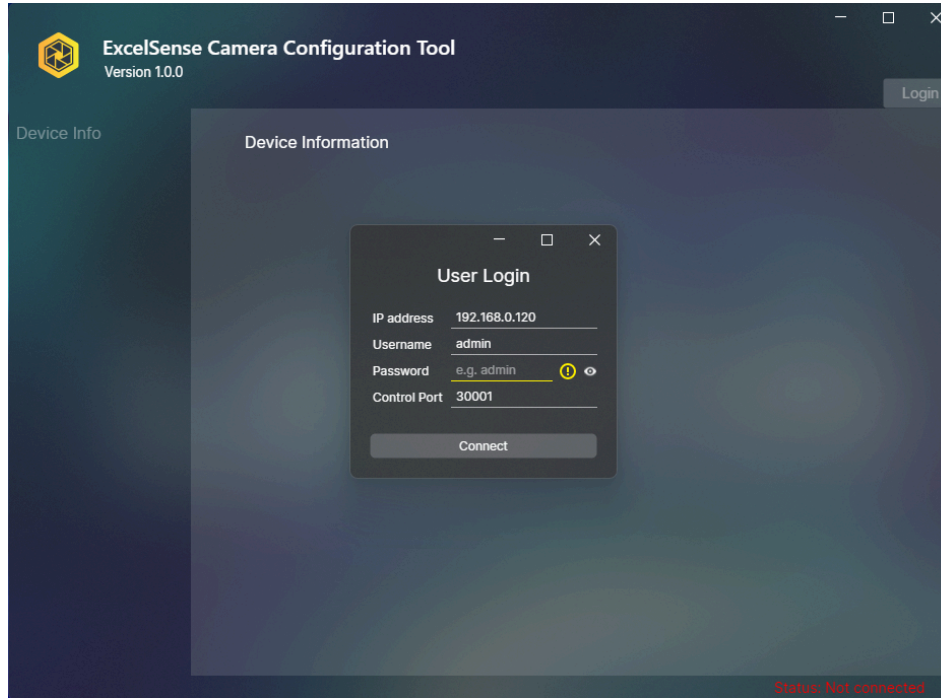 ExcelSense Camera Configuration Tool
Version 1.0.0
Login
Device Info
Device Information
User Login
IP address 192.168.0.120
Username admin
Password e.g. admin
Control Port 30001
Connect
Status: Not connected